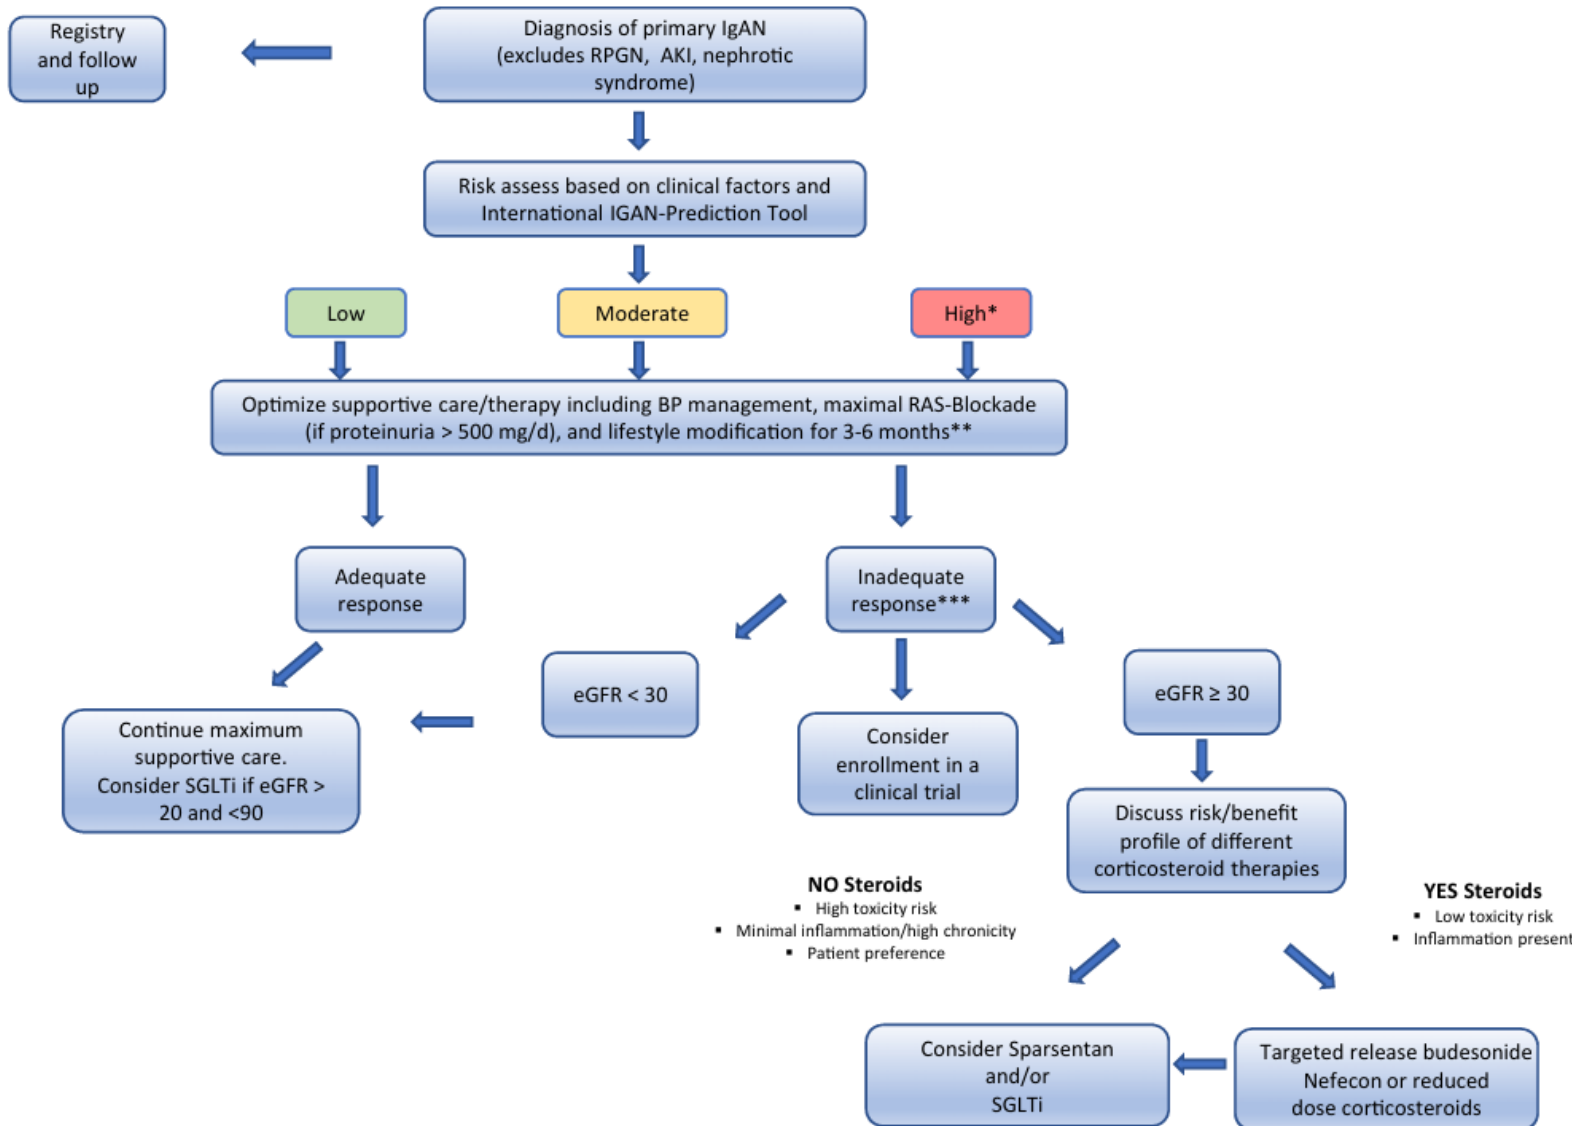 Registry
and follow
up
Diagnosis of primary IgAN
(excludes RPGN, AKI, nephrotic
syndrome)
Risk assess based on clinical factors and
International IGAN-Prediction Tool
Low
Moderate
High*
Optimize supportive care/therapy including BP management, maximal RAS-Blockade
(if proteinuria > 500 mg/d), and lifestyle modification for 3-6 months**
Adequate
response
Inadequate
response***
eGFR < 30
eGFR ≥ 30
Continue maximum
supportive care.
Consider SGLTi if eGFR >
20 and <90
Consider
enrollment in a
clinical trial
Discuss risk/benefit
profile of different
corticosteroid therapies
NO Steroids
▪ High toxicity risk
▪ Minimal inflammation/high chronicity
▪ Patient preference
YES Steroids
▪ Low toxicity risk
▪ Inflammation present
Consider Sparsentan
and/or
SGLTi
Targeted release budesonide
Nefecon or reduced
dose corticosteroids